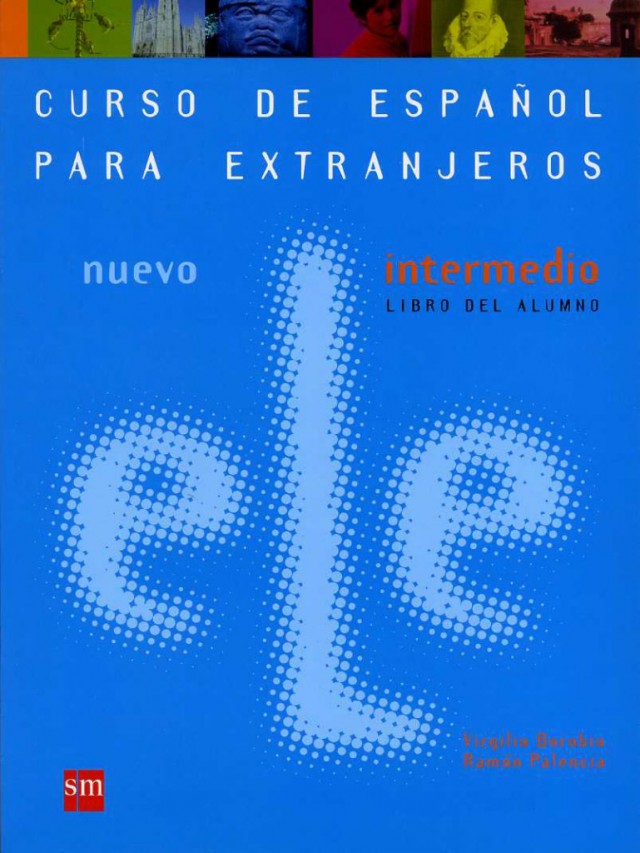 CURSO DE ESPAÑOL
PARA EXTRANJEROS
nuevo
intermedio
LIBRO DEL ALUMNO
ele
Virgilio Borobio
Ramón Palencia
sm